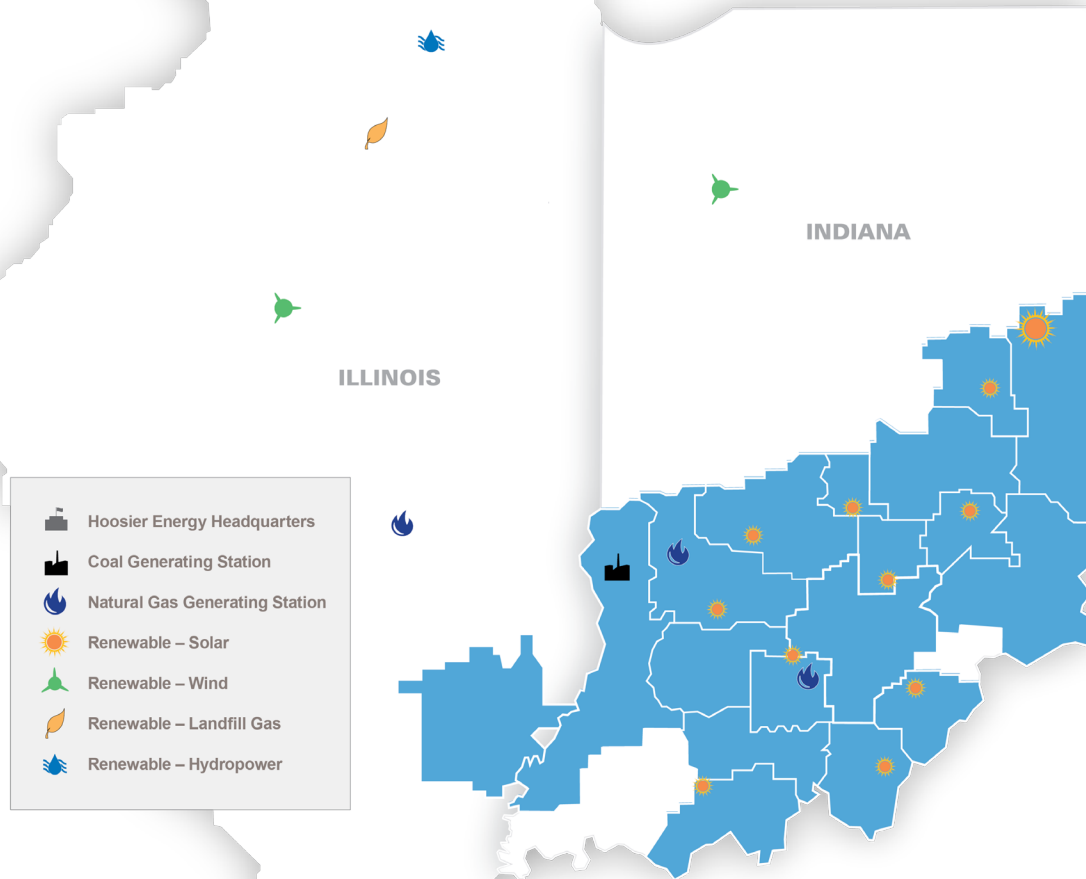 INDIANA
ILLINOIS
Hoosier Energy Headquarters
Coal Generating Station
Natural Gas Generating Station
Renewable – Solar
Renewable – Wind
Renewable – Landfill Gas
Renewable – Hydropower